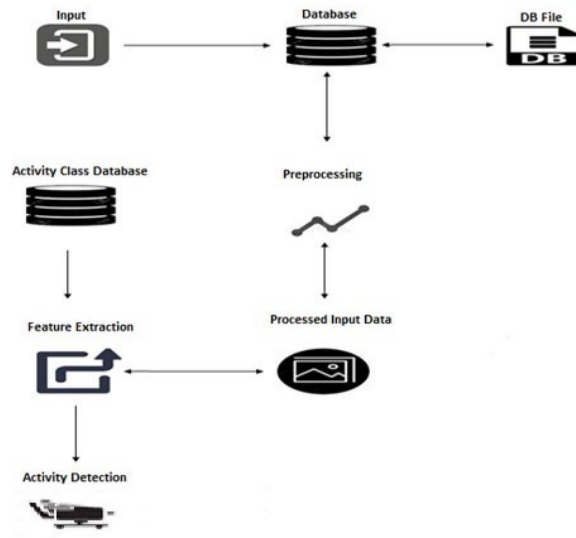 Input
Database
DB File
DB
Activity Class Database
Preprocessing
Feature Extraction
Processed Input Data
Activity Detection